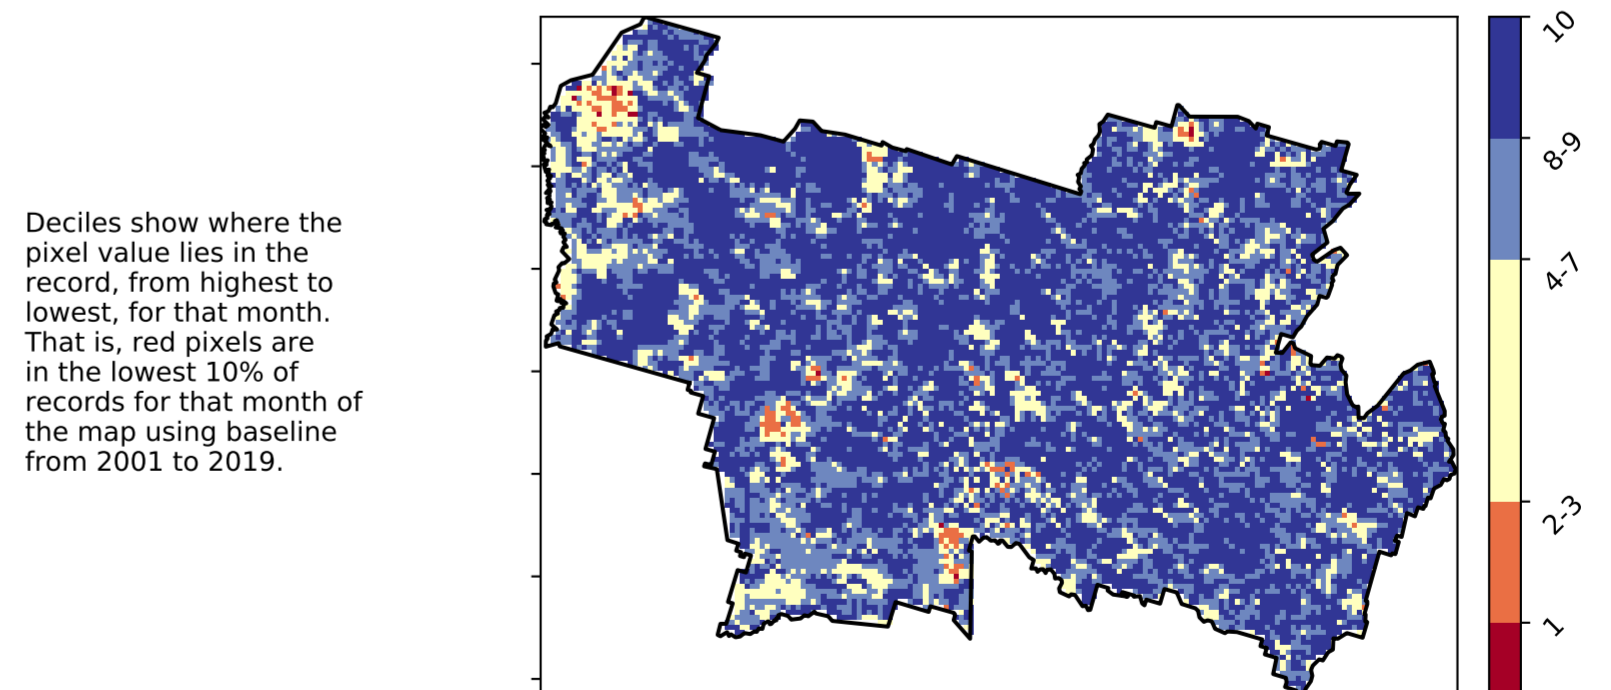 Deciles show where the
pixel value lies in the
record, from highest to
lowest, for that month.
That is, red pixels are
in the lowest 10% of
records for that month of
the map using baseline
from 2001 to 2019.
10
8-9
4-7
2-3
1